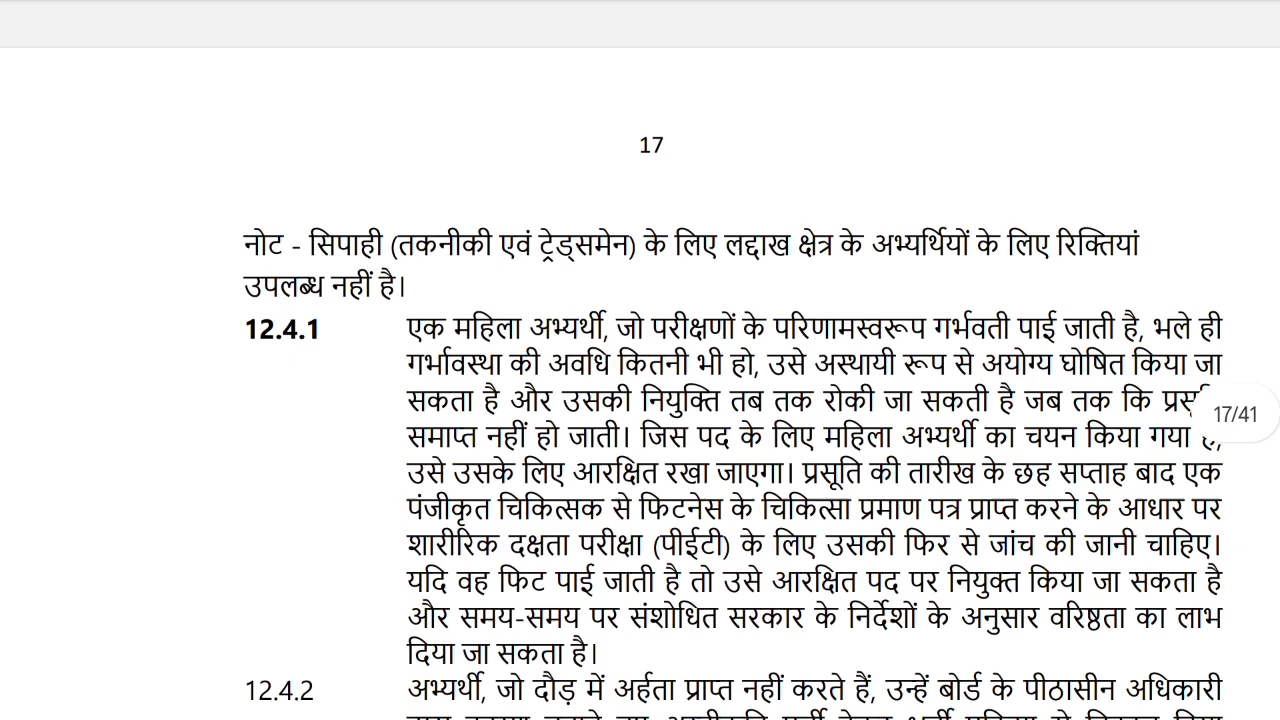 17
नोट - सिपाही (तकनीकी एवं ट्रेड्समेन) के लिए लद्दाख क्षेत्र के अभ्यर्थियों के लिए रिक्तियां
उपलब्ध नहीं है।
12.4.1 एक महिला अभ्यर्थी, जो परीक्षणों के परिणामस्वरूप गर्भवती पाई जाती है, भले ही
गर्भावस्था की अवधि कितनी भी हो, उसे अस्थायी रूप से अयोग्य घोषित किया जा
सकता है और उसकी नियुक्ति तब तक रोकी जा सकती है जब तक कि
17/41
समाप्त नहीं हो जाती। जिस पद के लिए महिला अभ्यर्थी का चयन किया गया
उसे उसके लिए आरक्षित रखा जाएगा। प्रसूति की तारीख के छह सप्ताह बाद एक
पंजीकृत चिकित्सक से फिटनेस के चिकित्सा प्रमाण पत्र प्राप्त करने के आधार पर
शारीरिक दक्षता परीक्षा (पीईटी) के लिए उसकी फिर से जांच की जानी चाहिए।
यदि वह फिट पाई जाती है तो उसे आरक्षित पद पर नियुक्त किया जा सकता है
और समय-समय पर संशोधित सरकार के निर्देशों के अनुसार वरिष्ठता का लाभ
दिया जा सकता है।
12.4.2 अभ्यर्थी, जो दौड़ में अर्हता प्राप्त नहीं करते हैं, उन्हें बोर्ड के पीठासीन अधिकारी